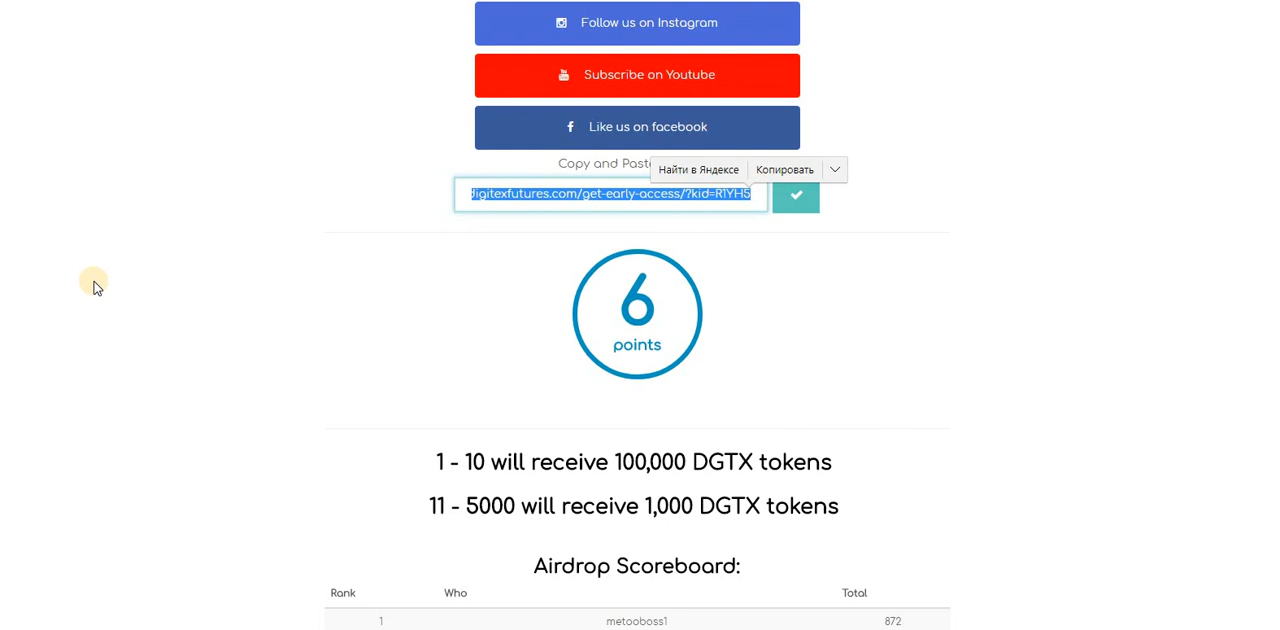 Follow us on Instagram
Subscribe on Youtube
Like us on facebook
Copy and Paste
Найти в Яндексе Копировать
digitexfutures.com/get-early-access/?kid=R1YH5
6
points
1 - 10 will receive 100,000 DGTX tokens
11 - 5000 will receive 1,000 DGTX tokens
Airdrop Scoreboard:
Rank Who Total
1 metooboss1 872